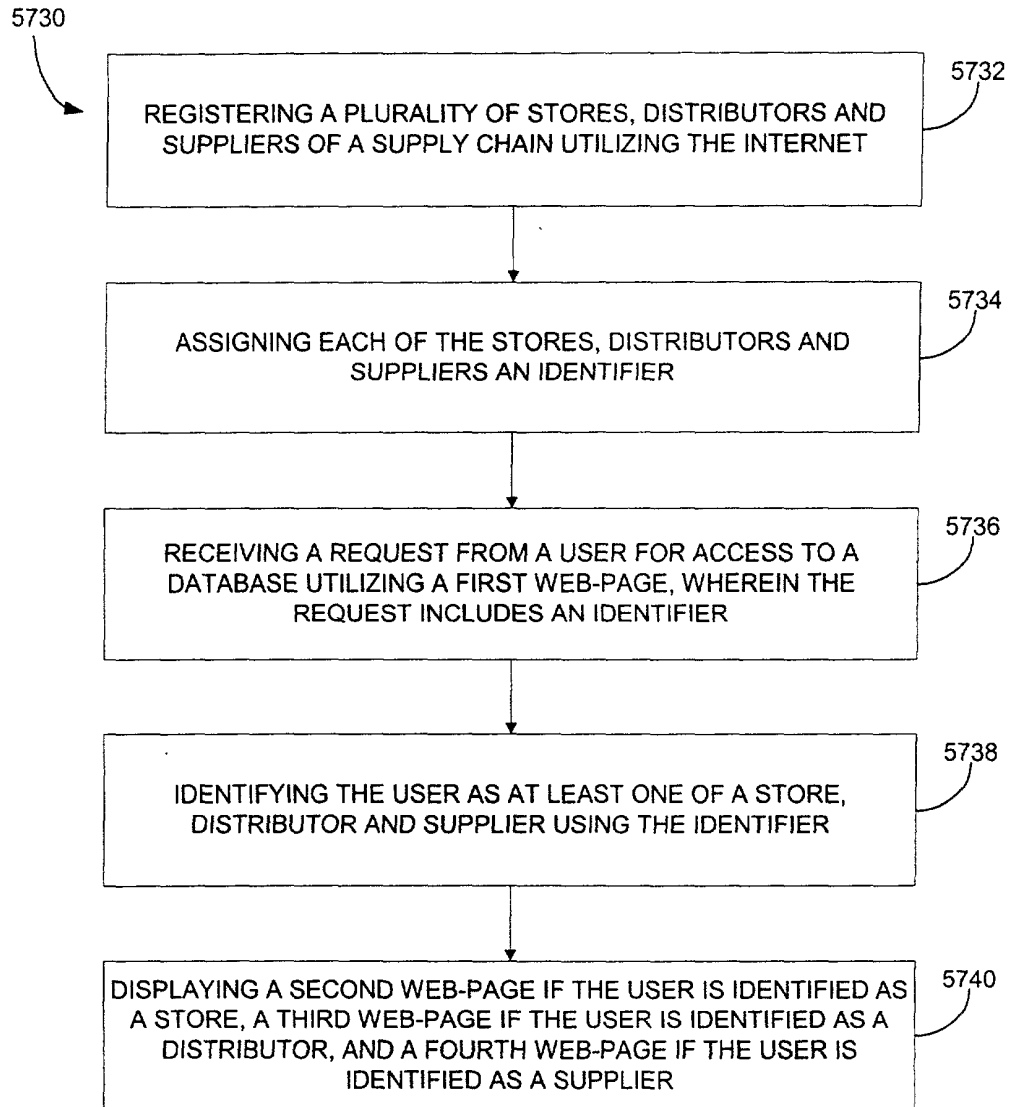 5730
5732
REGISTERING A PLURALITY OF STORES, DISTRIBUTORS AND
SUPPLIERS OF A SUPPLY CHAIN UTILIZING THE INTERNET
5734
ASSIGNING EACH OF THE STORES, DISTRIBUTORS AND
SUPPLIERS AN IDENTIFIER
5736
RECEIVING A REQUEST FROM A USER FOR ACCESS TO A
DATABASE UTILIZING A FIRST WEB-PAGE, WHEREIN THE
REQUEST INCLUDES AN IDENTIFIER
5738
IDENTIFYING THE USER AS AT LEAST ONE OF A STORE,
DISTRIBUTOR AND SUPPLIER USING THE IDENTIFIER
5740
DISPLAYING A SECOND WEB-PAGE IF THE USER IS IDENTIFIED AS
A STORE, A THIRD WEB-PAGE IF THE USER IS IDENTIFIED AS A
DISTRIBUTOR, AND A FOURTH WEB-PAGE IF THE USER IS
IDENTIFIED AS A SUPPLIER